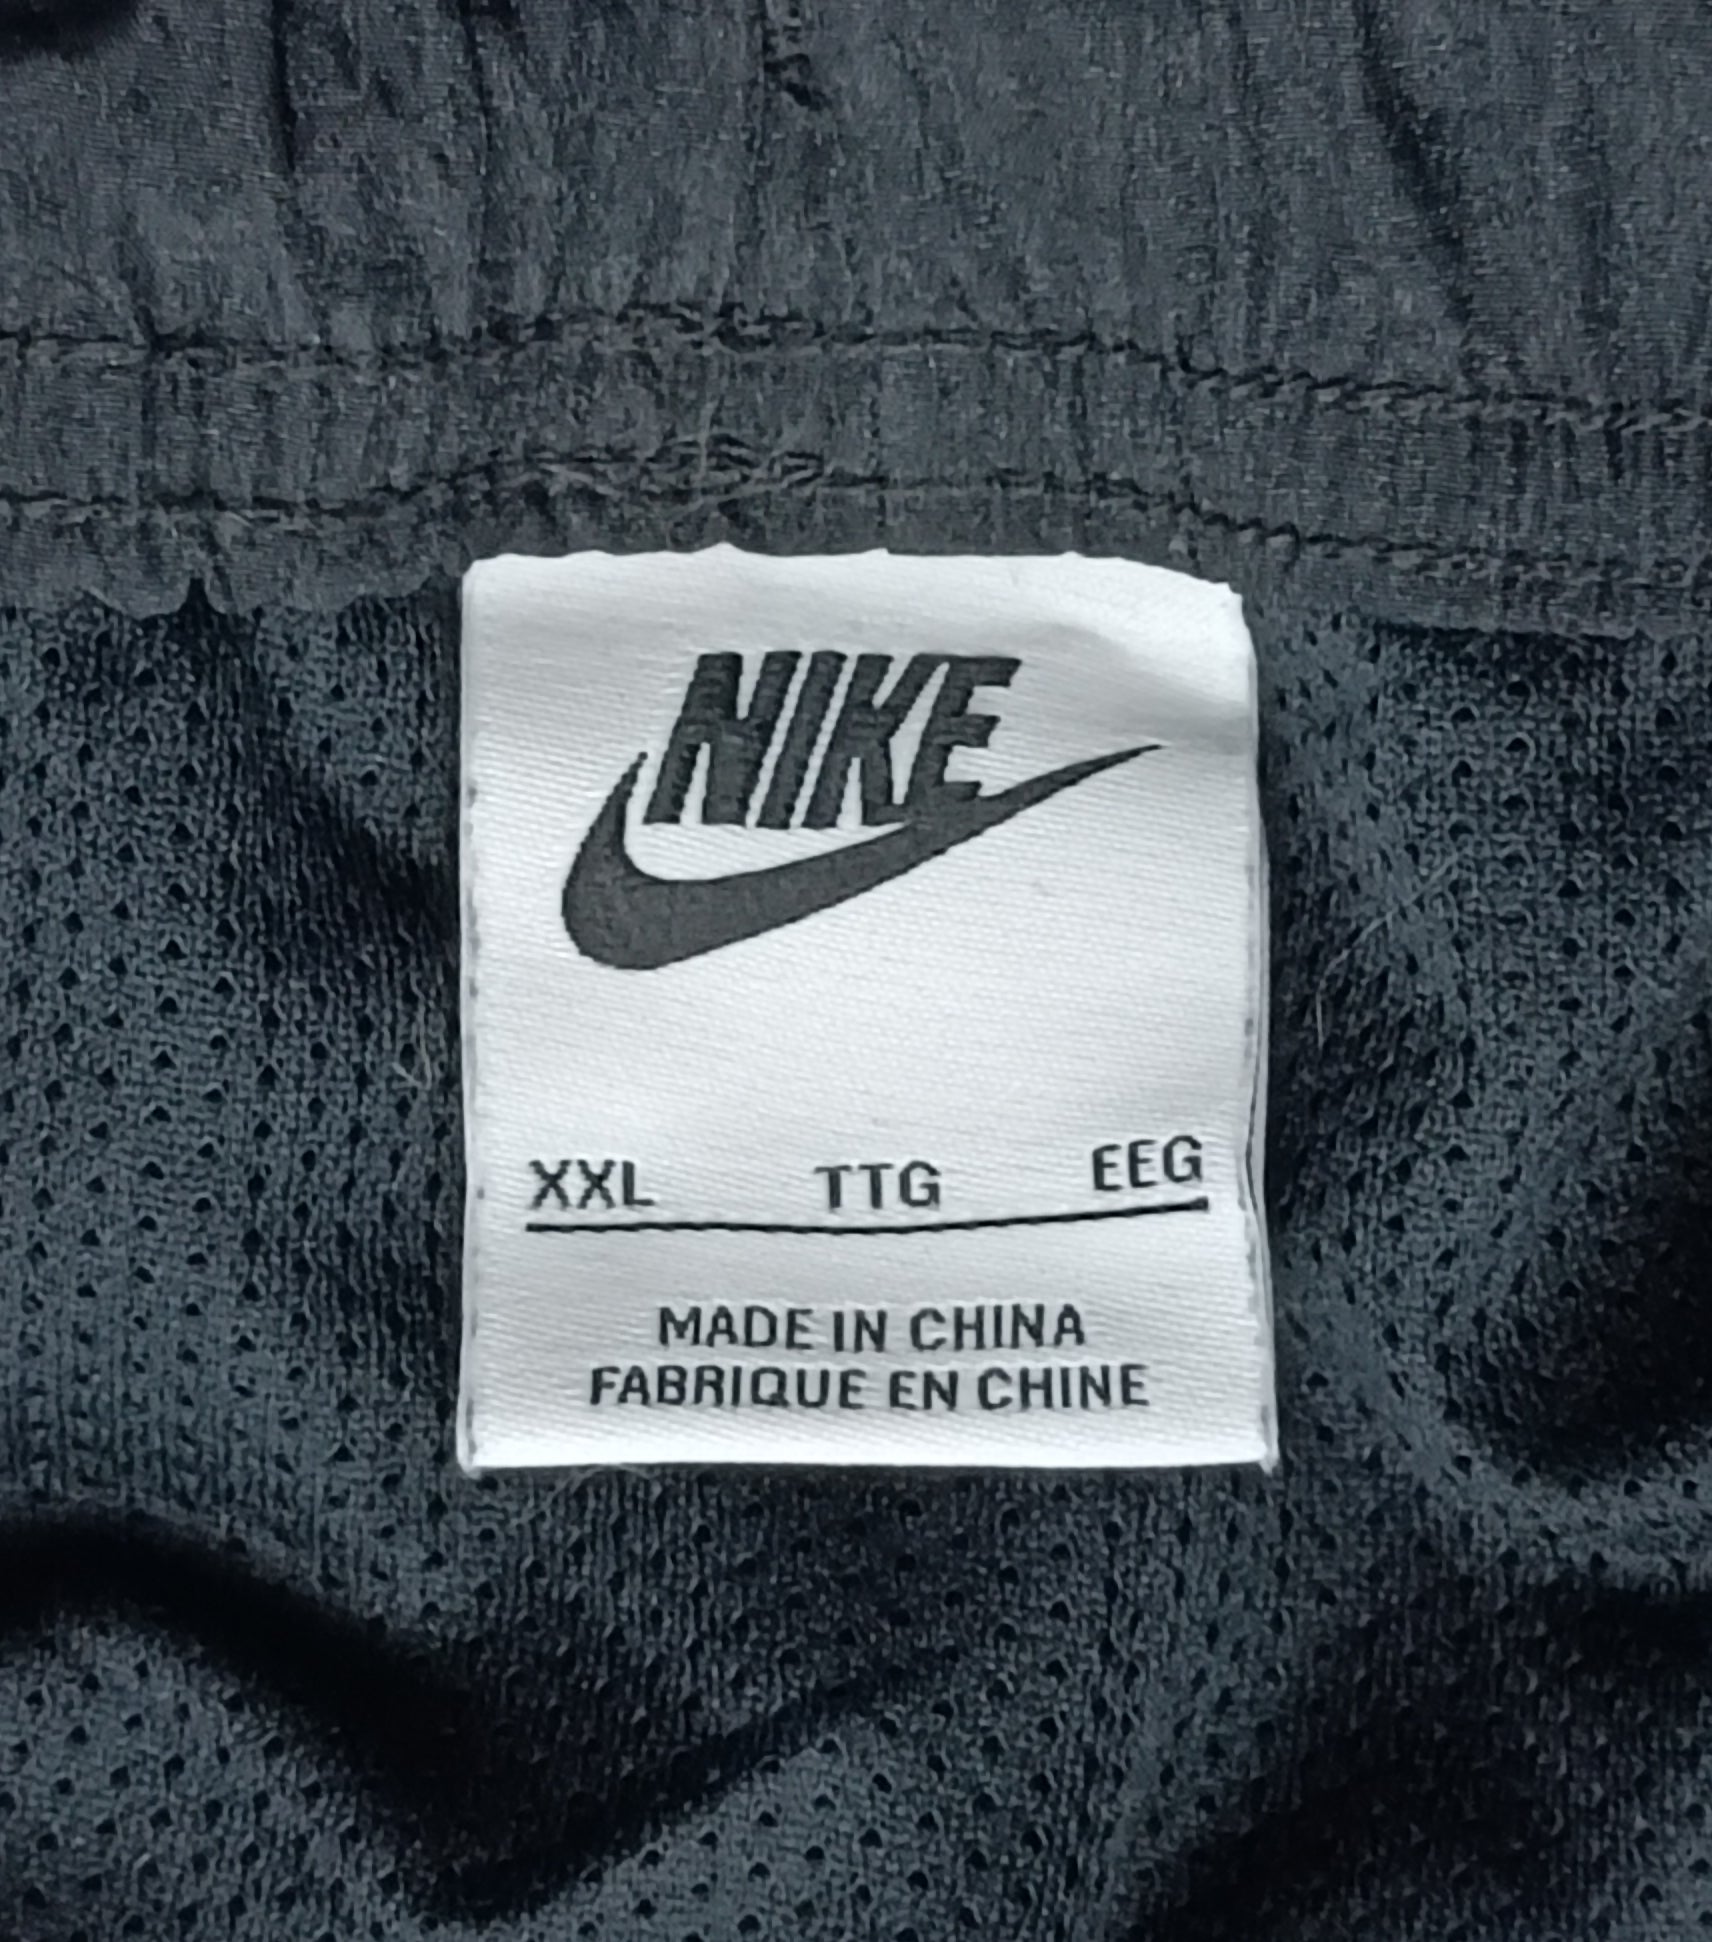 NIKE
XXL TTG EEG
MADE IN CHINA
FABRIQUE EN CHINE